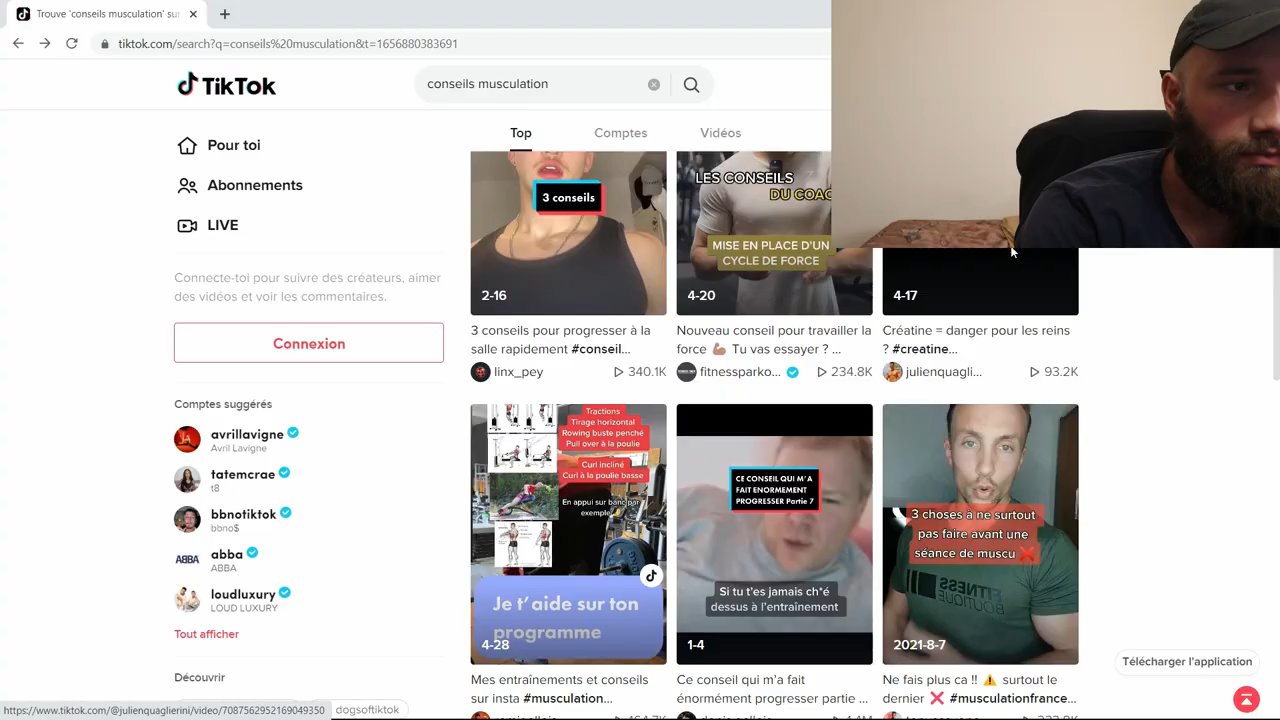 Trouve 'conseils musculation' su
tiktok.com/search?q=conseils%20musculation&t=1656880383691
TikTok
conseils musculation
Top
Comptes
Vidéos
Pour toi
Abonnements
LIVE
Connecte-toi pour suivre des créateurs, aimer
des vidéos et voir les commentaires.
Connexion
Comptes suggérés
avrillavigne
Avril Lavigne
tatemcrae
t8
bbnotiktok
bbno$
abba
ABBA
ABBA
loudluxury
LOUD LUXURY
Tout afficher
Découvrir
dogsoftiktok
https://www.tiktok.com/@julienquaglierini/video/7087562952169049350
3 conseils
2-16
3 conseils pour progresser à la
salle rapidement #conseil...
linx_pey
340.1K
LES CONSEILS
DU COAC
MISE EN PLACE D'UN
CYCLE DE FORCE
4-20
Nouveau conseil pour travailler la
force 💪🏽 Tu vas essayer ? ...
fitnessparko...
234.8K
4-17
Créatine = danger pour les reins
? #creatine...
julienquagli...
93.2K
Tractions
Tirage horizontal
Rowing buste penché
Pull over à la poulie
Curl incliné
Curl à la poulie basse
En appui sur banc par
exemple
Je t'aide sur ton
programme
4-28
Mes entraînements et conseils
sur insta #musculation...
CE CONSEIL QUI M'A
FAIT ENORMEMENT
PROGRESSER Partie 7
Si tu t'es jamais ch*é
dessus à l'entrainement
1-4
Ce conseil qui m'a fait
énormément progresser partie ...
3 choses à ne surtout
pas faire avant une
séance de muscu ❌
FITNESS
BOUTIQUE
2021-8-7
Ne fais plus ca !! ⚠️ surtout le
dernier ❌ #musculationfrance...
Télécharger l'application